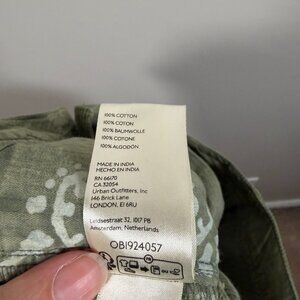 100% COTTON
100% COTON
100% BAUMWOLLE
100% COTONE
100% ALGODÓN
MADE IN INDIA
HECHO EN INDIA
RN 66170
CA 32054
Urban Outfitters, Inc
146 Brick Lane
LONDON, E1 6RU
Leidsestraat 32, 1017 PB
Amsterdam, Netherlands
OB1924057